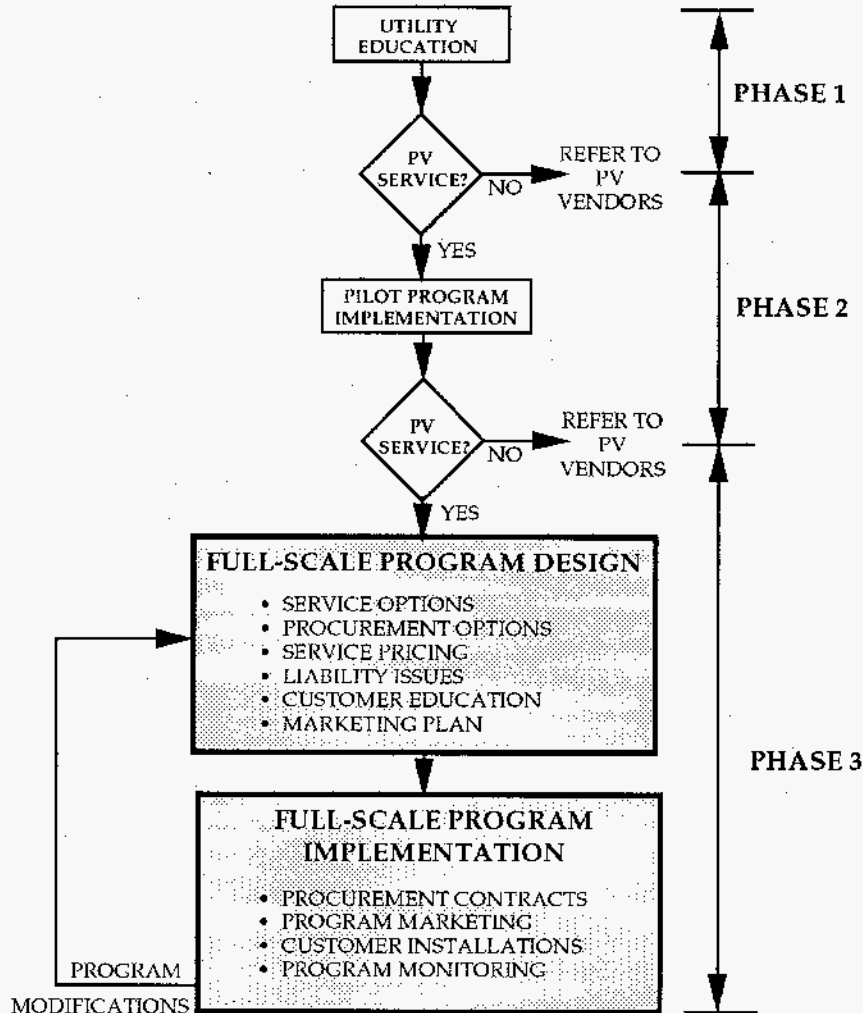 UTILITY
EDUCATION
PHASE 1
PV
SERVICE?
NO
REFER TO
PV
VENDORS
YES
PILOT PROGRAM
IMPLEMENTATION
PHASE 2
PV
SERVICE?
NO
REFER TO
PV
VENDORS
YES
FULL-SCALE PROGRAM DESIGN
• SERVICE OPTIONS
• PROCUREMENT OPTIONS
• SERVICE PRICING
• LIABILITY ISSUES
• CUSTOMER EDUCATION
• MARKETING PLAN
PHASE 3
FULL-SCALE PROGRAM
IMPLEMENTATION
• PROCUREMENT CONTRACTS
• PROGRAM MARKETING
• CUSTOMER INSTALLATIONS
• PROGRAM MONITORING
PROGRAM
MODIFICATIONS